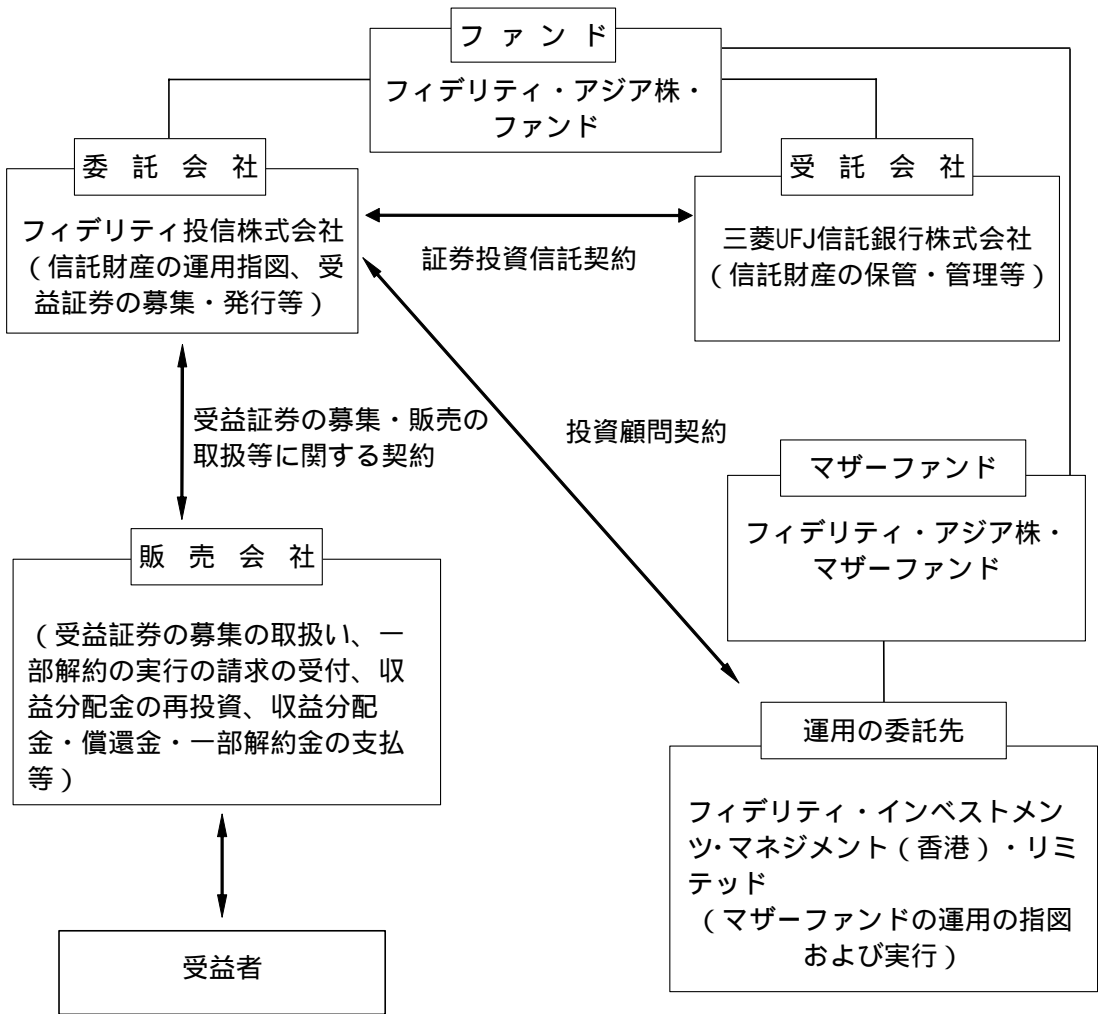 ファンド
フィデリティ・アジア株・
ファンド
委託会社
フィデリティ投信株式会社
(信託財産の運用指図、受
益証券の募集・発行等)
証券投資信託契約
受託会社
三菱UFJ信託銀行株式会社
(信託財産の保管・管理等)
受益証券の募集・販売の
取扱等に関する契約
投資顧問契約
マザーファンド
フィデリティ・アジア株・
マザーファンド
販売会社
(受益証券の募集の取扱い、一
部解約の実行の請求の受付、収
益分配金の再投資、収益分配
金・償還金・一部解約金の支払
等)
運用の委託先
フィデリティ・インベストメン
ツ・マネジメント(香港)・リミ
テッド
(マザーファンドの運用の指図
および実行)
受益者